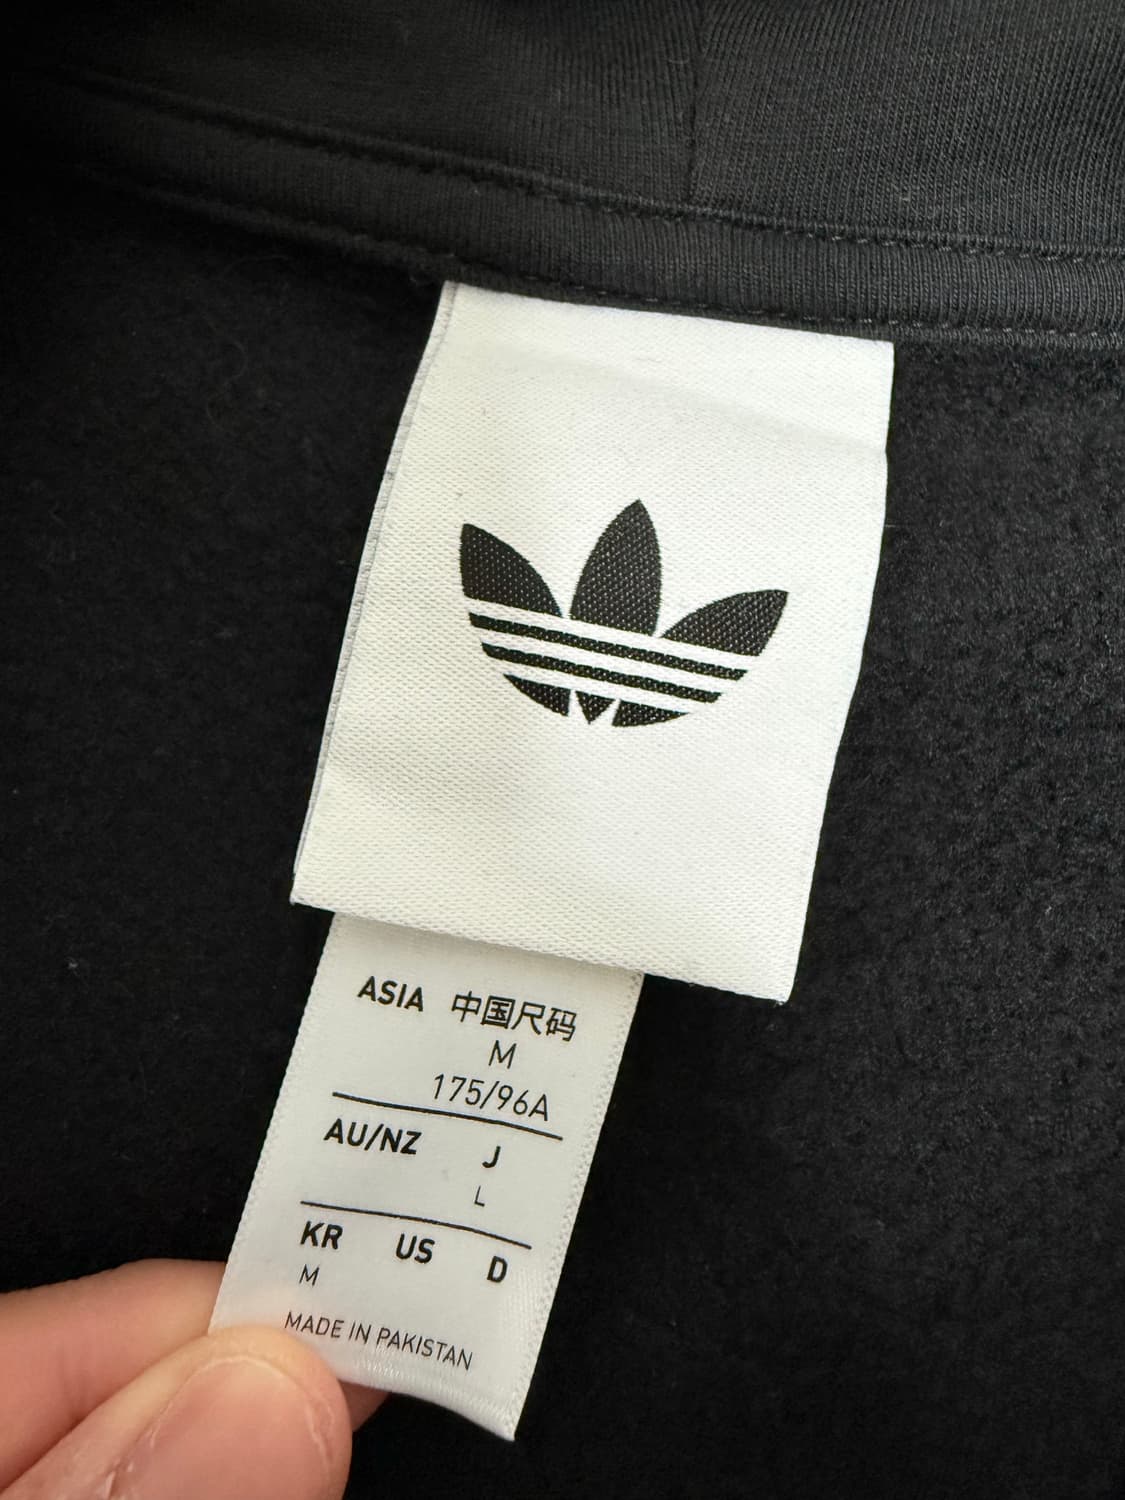 ASIA 中国尺码
M
175/96A
AU/NZ J
L
KR US D
M
MADE IN PAKISTAN